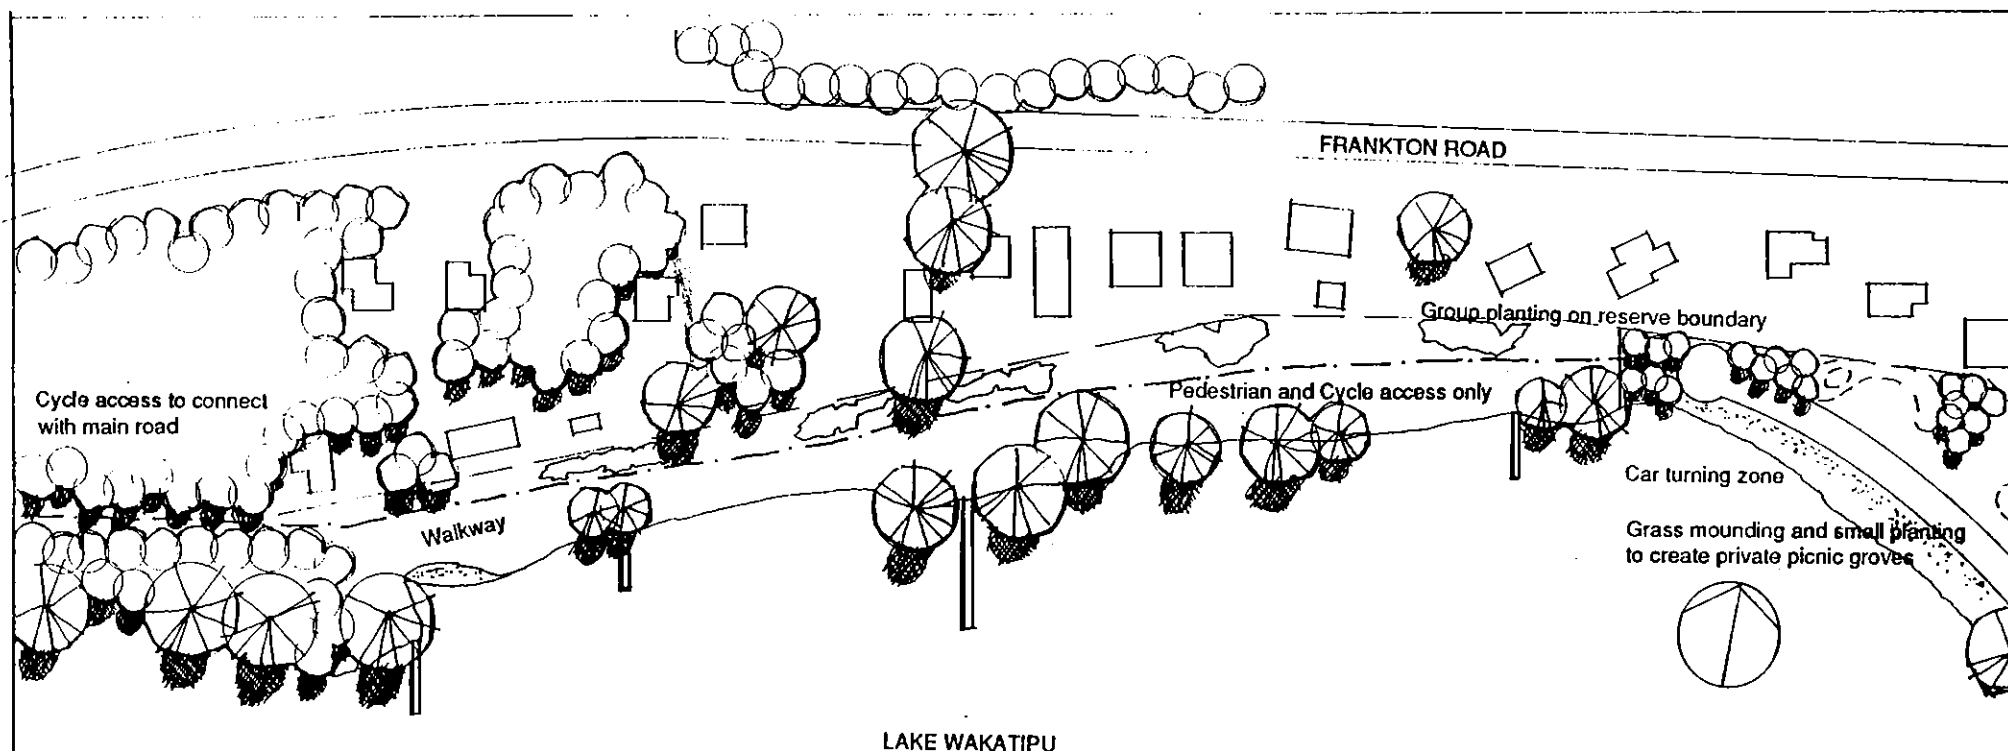 FRANKTON ROAD
Group planting on reserve boundary
Pedestrian and Cycle access only
Cycle access to connect
with main road
Car turning zone
Walkway
Grass mounding and small planting
to create private picnic groves
LAKE WAKATIPU